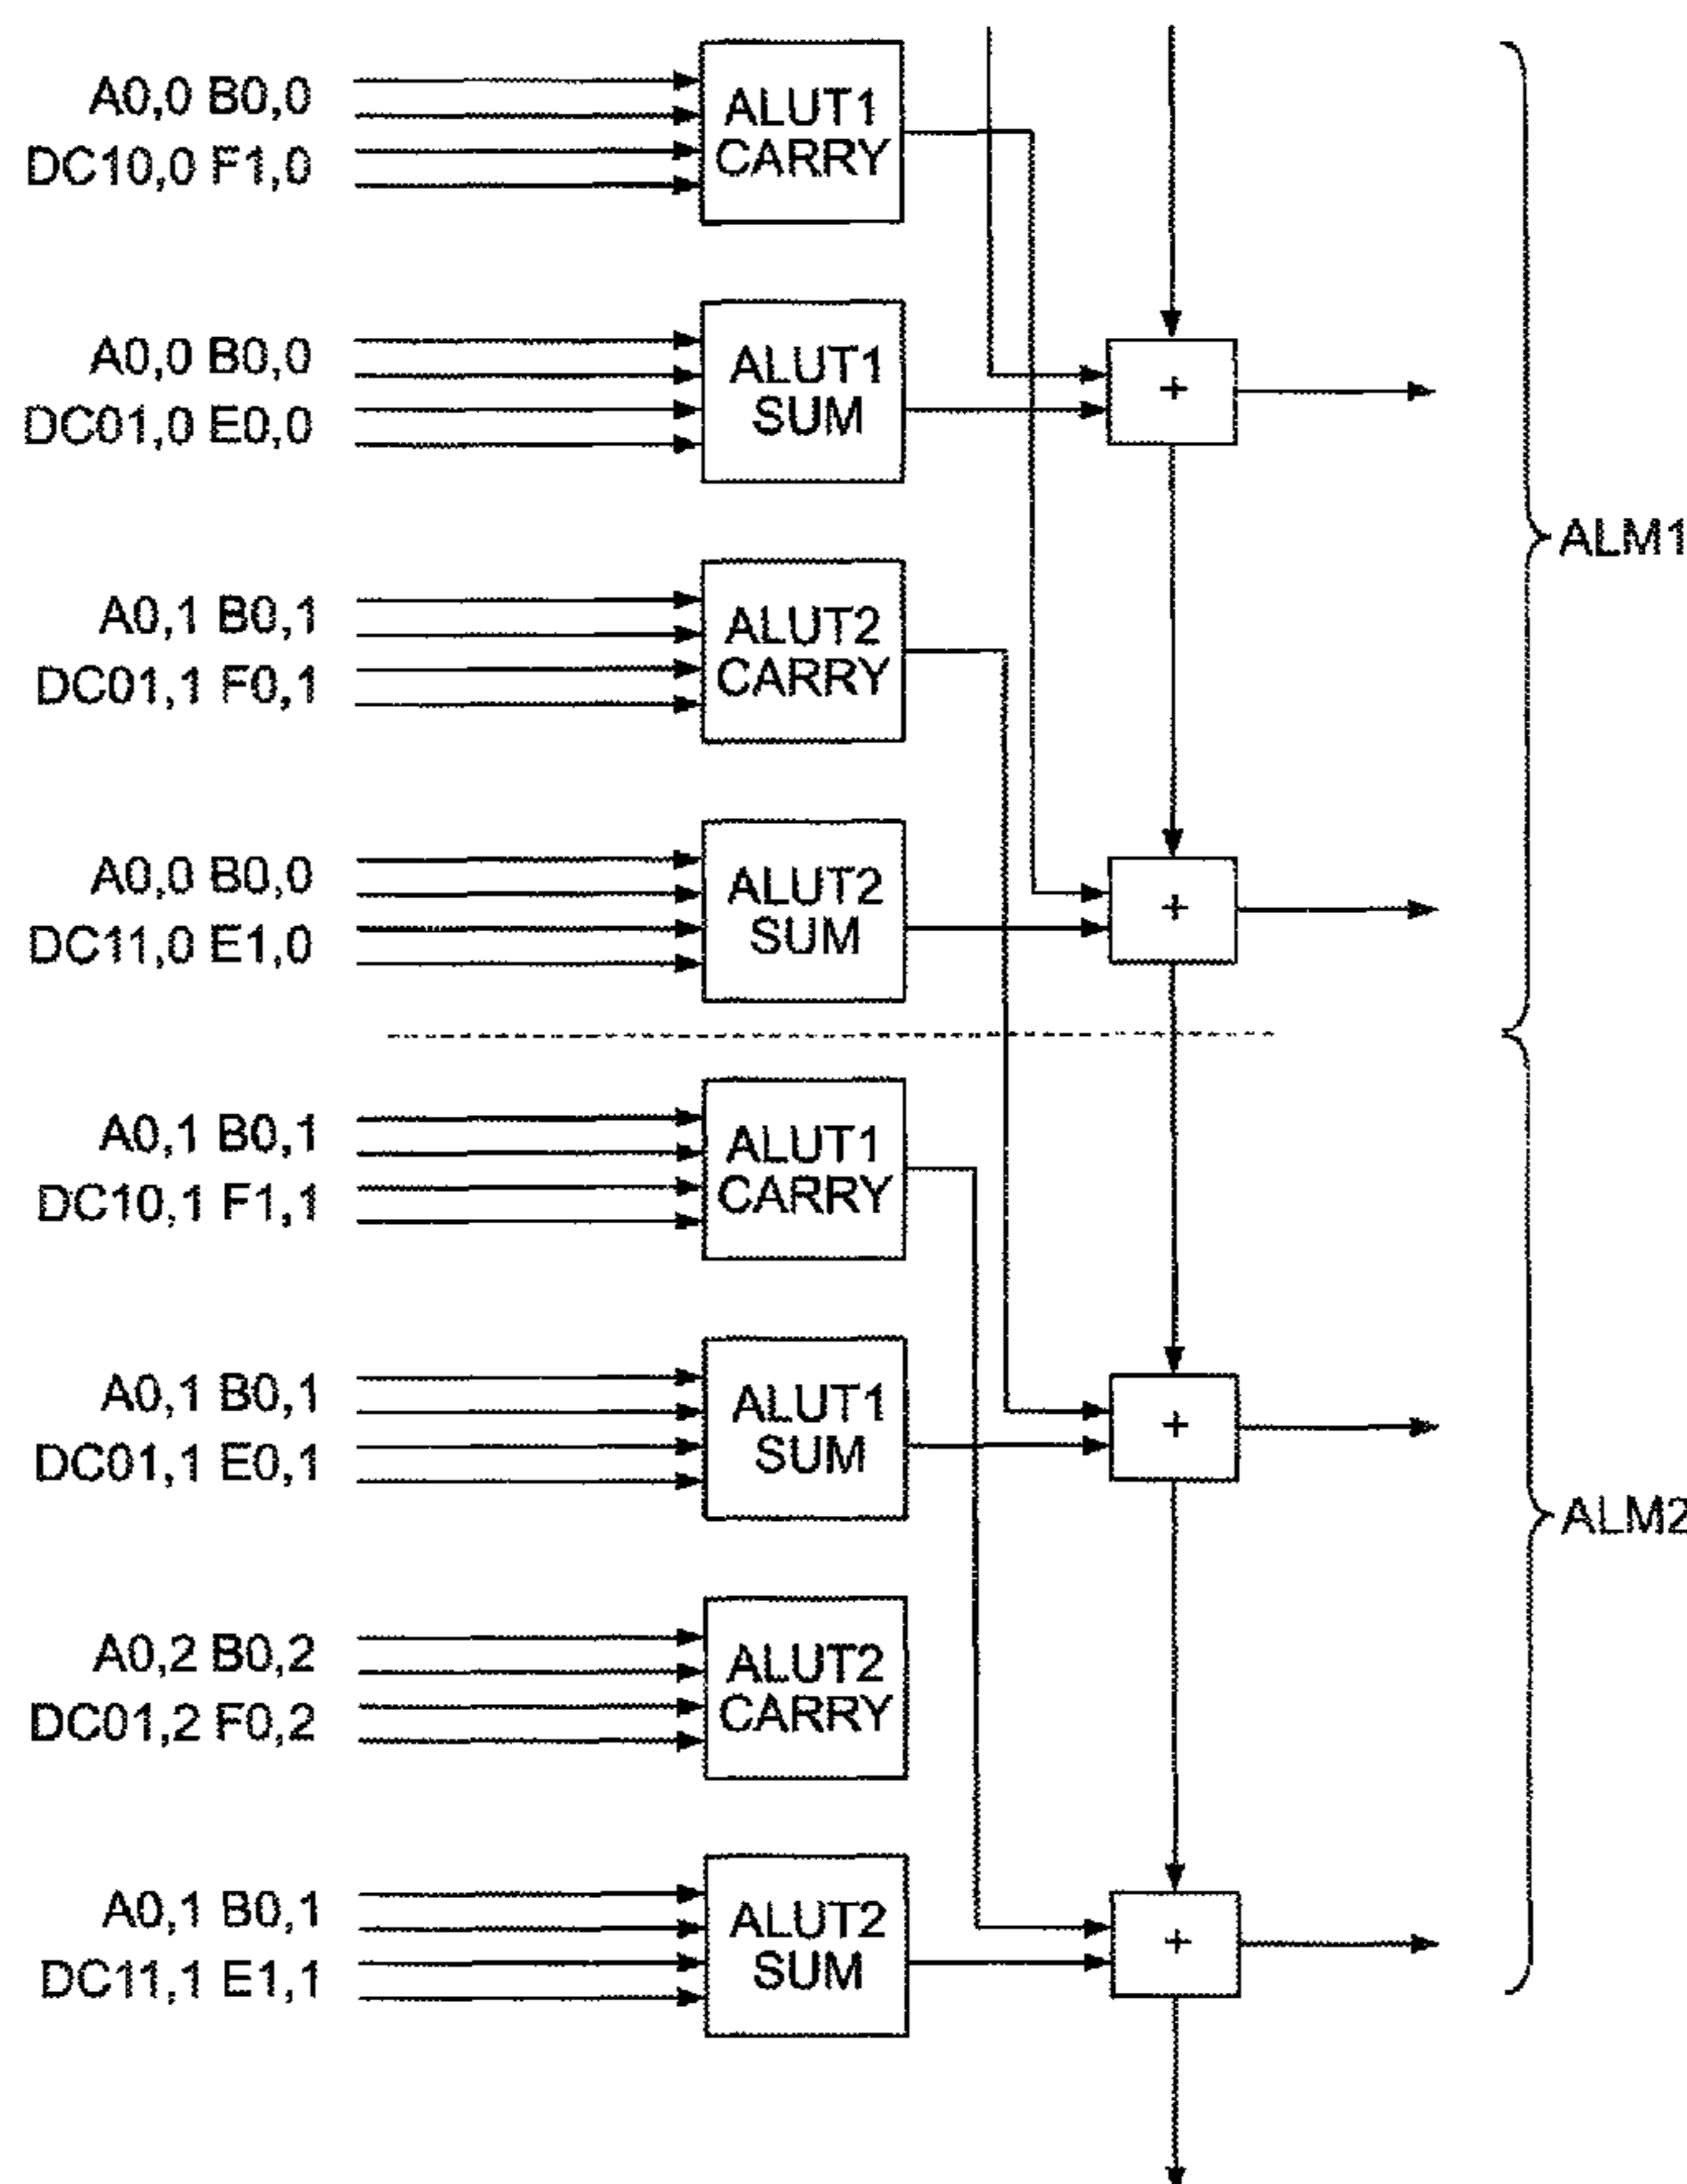 A0,0 B0,0
DC10,0 F1,0
ALUT1
CARRY
A0,0 B0,0
DC01,0 E0,0
ALUT1
SUM
+
A0,1 B0,1
DC01,1 F0,1
ALUT2
CARRY
ALM1
A0,0 B0,0
DC11,0 E1,0
ALUT2
SUM
+
A0,1 B0,1
DC10,1 F1,1
ALUT1
CARRY
A0,1 B0,1
DC01,1 E0,1
ALUT1
SUM
+
ALM2
A0,2 B0,2
DC01,2 F0,2
ALUT2
CARRY
A0,1 B0,1
DC11,1 E1,1
ALUT2
SUM
+